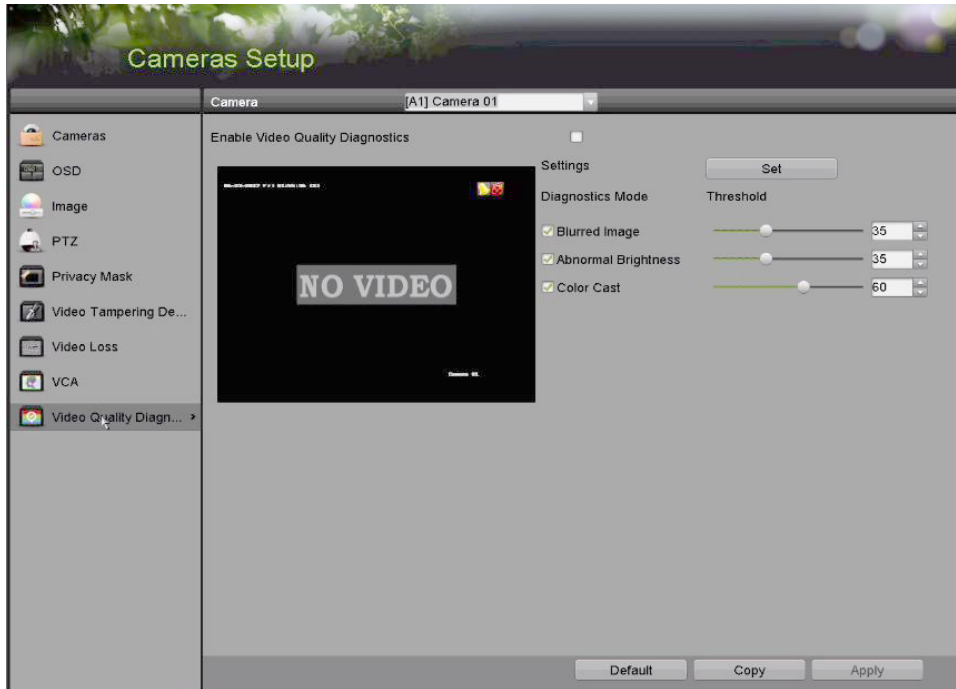 Cameras Setup
Camera [A1] Camera 01
Cameras
OSD
Image
PTZ
Privacy Mask
Video Tampering De...
Video Loss
VCA
Video Quality Diagn...
Enable Video Quality Diagnostics
NO VIDEO
Camera 01
Settings Set
Diagnostics Mode Threshold
Blurred Image 35
Abnormal Brightness 35
Color Cast 60
Default Copy Apply